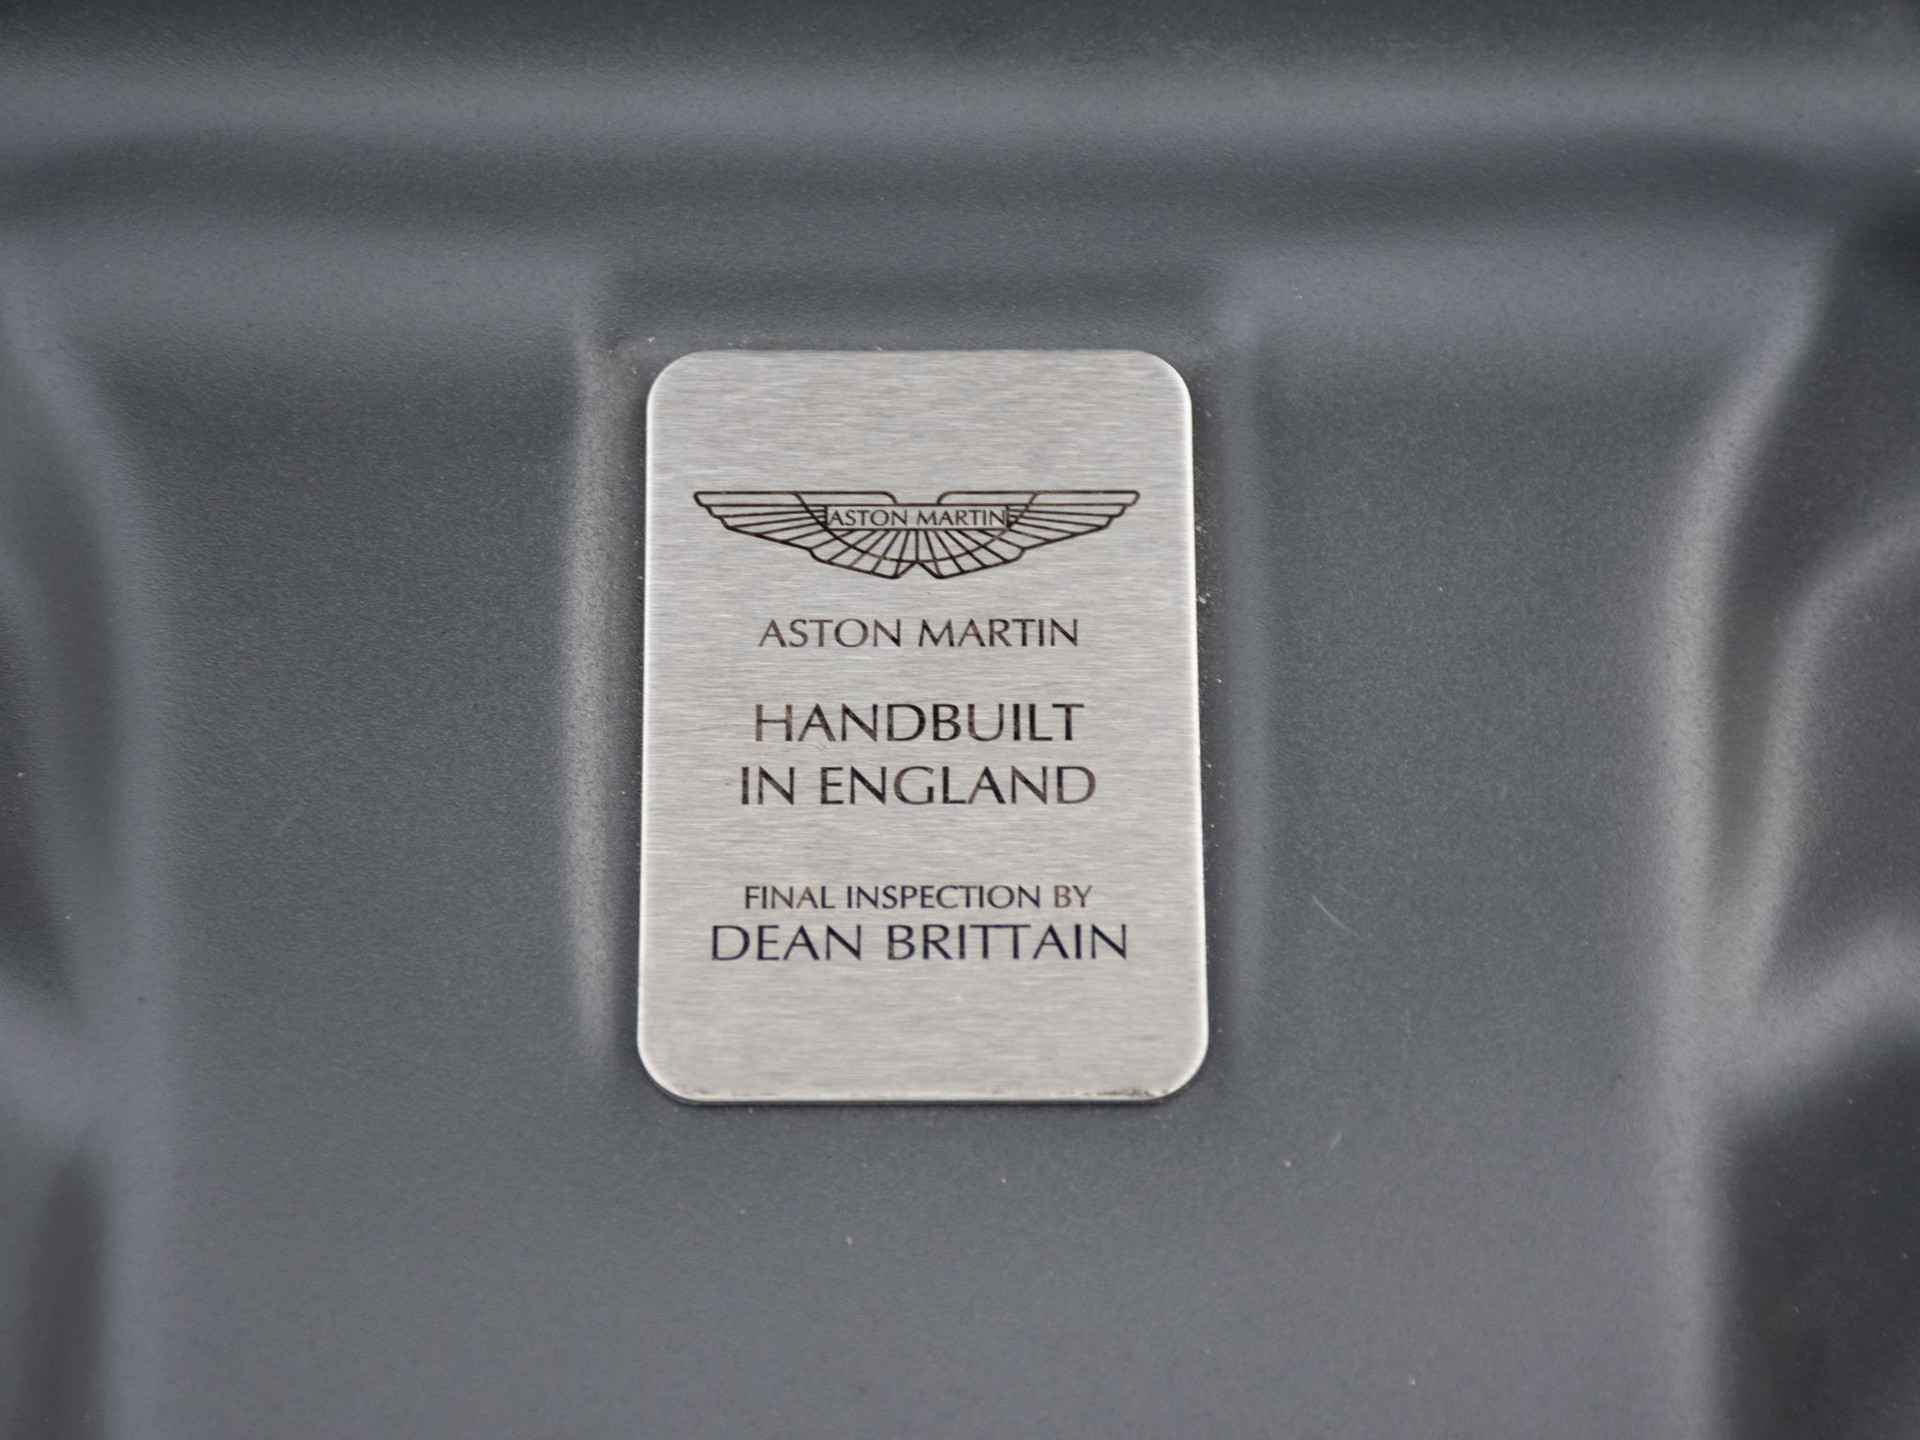 ASTON MARTIN
ASTON MARTIN
HANDBUILT
IN ENGLAND
FINAL INSPECTION BY
DEAN BRITTAIN